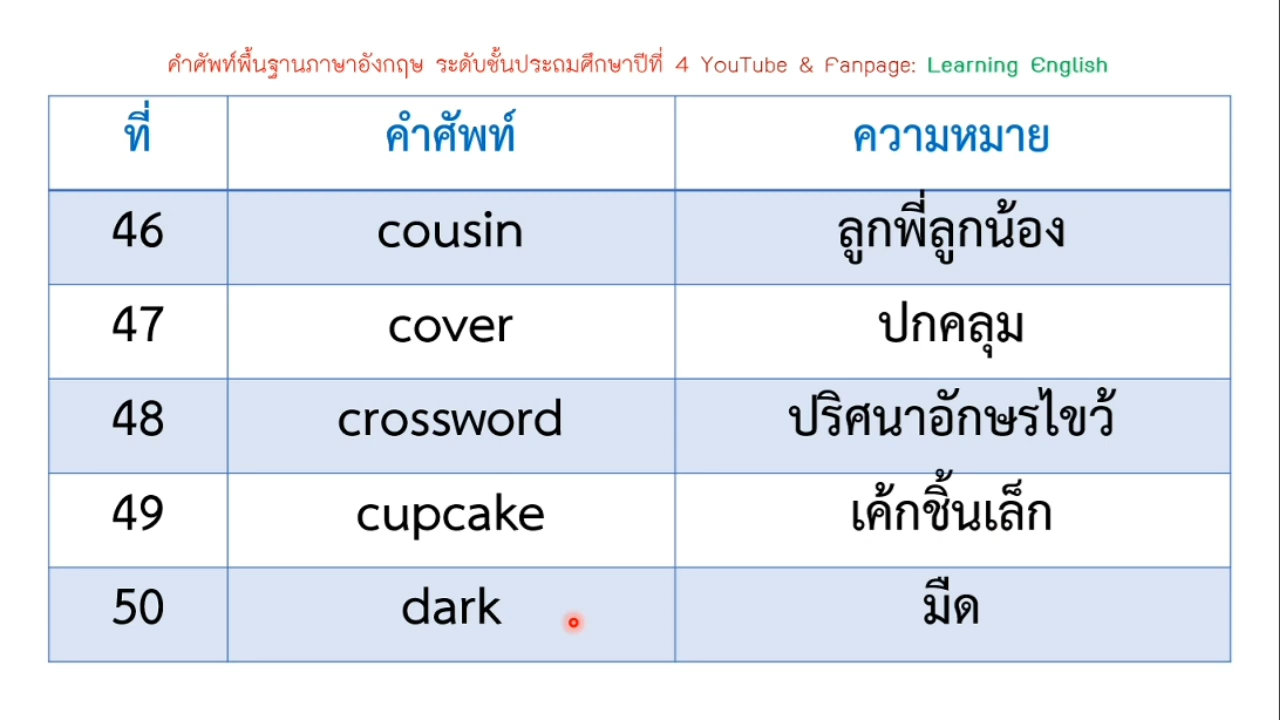 คำศัพท์พื้นฐานภาษาอังกฤษ ระดับชั้นประถมศึกษาปีที่ 4 YouTube & Fanpage: Learning English
ที่ คำศัพท์ ความหมาย
46 cousin ลูกพี่ลูกน้อง
47 cover ปกคลุม
48 crossword ปริศนาอักษรไขว้
49 cupcake เค้กชิ้นเล็ก
50 dark มืด